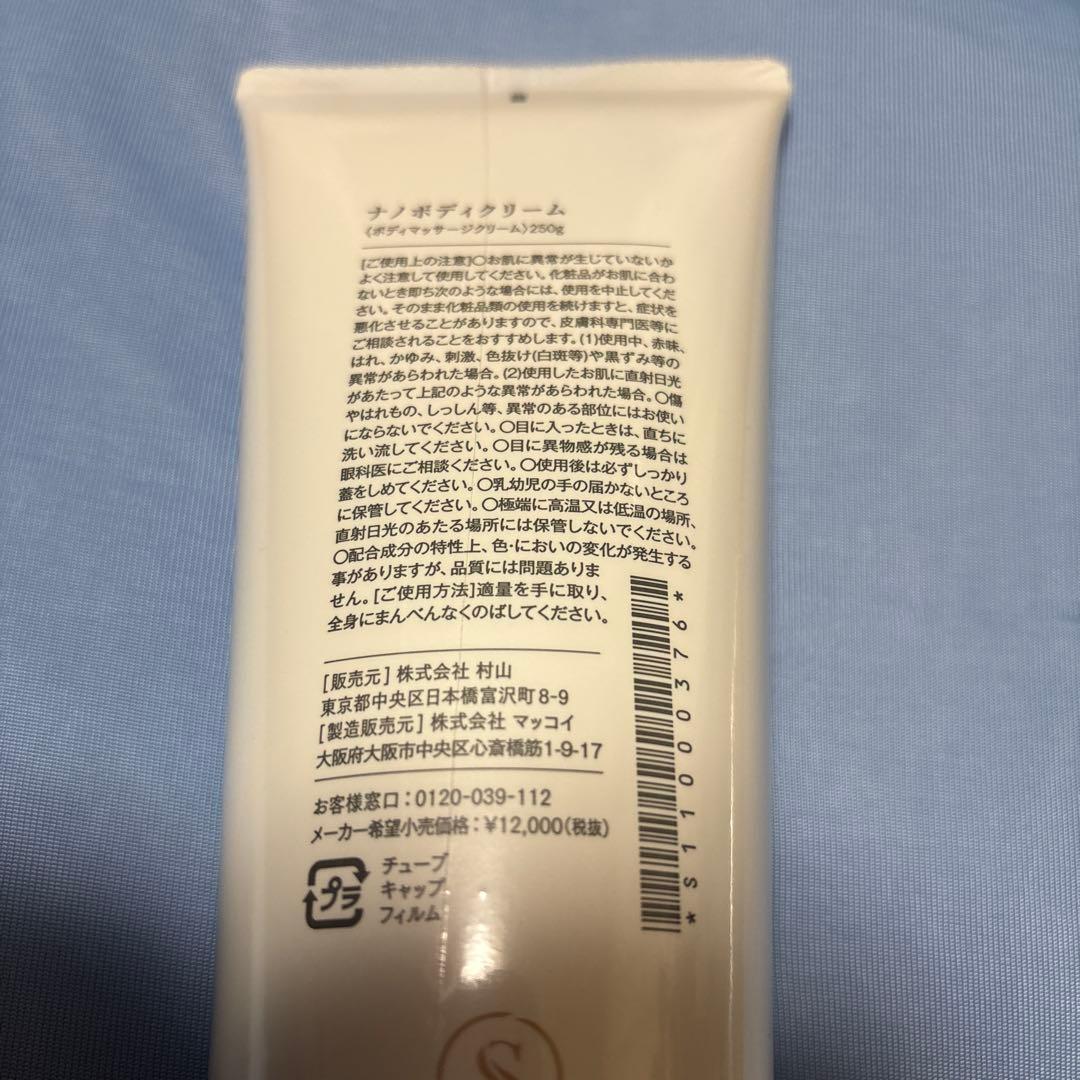 ナノボディクリーム
〈ボディマッサージクリーム〉250g
[ご使用上の注意]〇お肌に異常が生じていないか
よく注意して使用してください。化粧品がお肌に合わ
ないとき即ち次のような場合には、使用を中止してくだ
さい。そのまま化粧品類の使用を続けますと、症状を
悪化させることがありますので、皮膚科専門医等に
ご相談されることをおすすめします。(1)使用中、赤味、
はれ、かゆみ、刺激、色抜け(白斑等)や黒ずみ等の
異常があらわれた場合。(2)使用したお肌に直射日光
があたって上記のような異常があらわれた場合。〇傷
やはれもの、しっしん等、異常のある部位にはお使い
にならないでください。〇目に入ったときは、直ちに
洗い流してください。〇目に異物感が残る場合は
眼科医にご相談ください。〇使用後は必ずしっかり
蓋をしめてください。〇乳幼児の手の届かないところ
に保管してください。〇極端に高温又は低温の場所、
直射日光のあたる場所には保管しないでください。
〇配合成分の特性上、色・においの変化が発生する
事がありますが、品質には問題ありま
せん。[ご使用方法]適量を手に取り、
全身にまんべんなくのばしてください。
[販売元] 株式会社 村山
東京都中央区日本橋富沢町8-9
[製造販売元] 株式会社 マッコイ
大阪府大阪市中央区心斎橋筋1-9-17
お客様窓口：0120-039-112
メーカー希望小売価格：¥12,000(税抜)
プラ
チューブ
キャップ
フィルム
*S11000376*
S